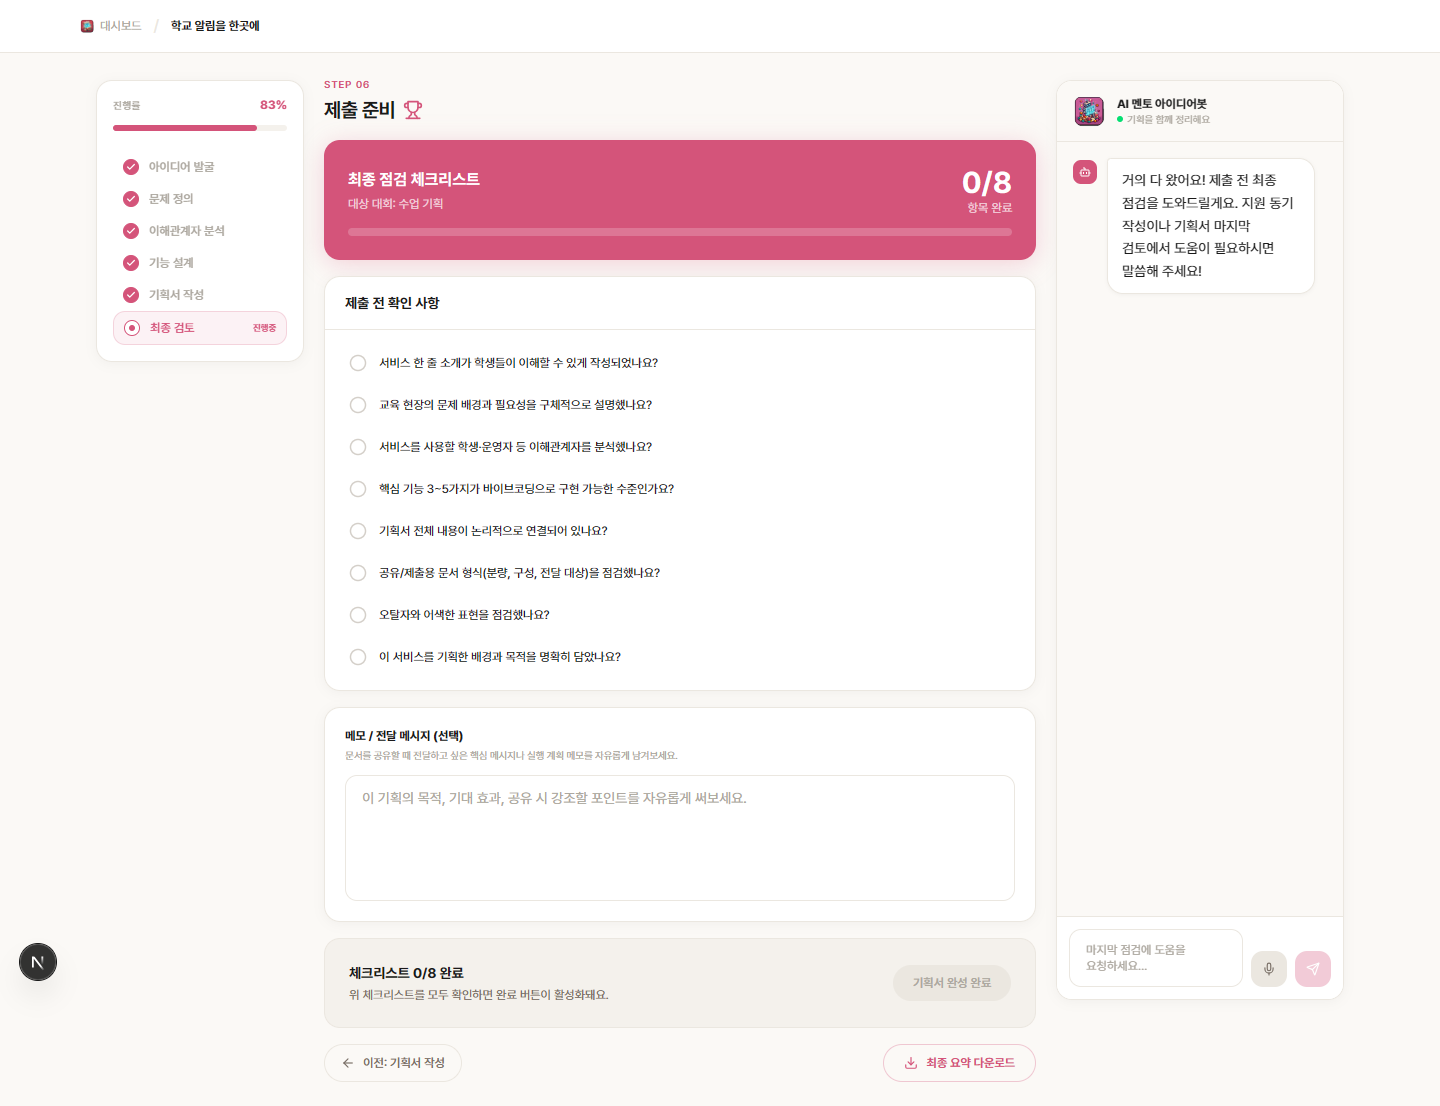 대시보드 / 학교 알림을 한곳에
진행률 83%
아이디어 발굴
문제 정의
이해관계자 분석
기능 설계
기획서 작성
최종 검토 진행중
STEP 06
제출 준비
최종 점검 체크리스트
대상 대회: 수업 기획
0/8
항목 완료
제출 전 확인 사항
서비스 한 줄 소개가 학생들이 이해할 수 있게 작성되었나요?
교육 현장의 문제 배경과 필요성을 구체적으로 설명했나요?
서비스를 사용할 학생·운영자 등 이해관계자를 분석했나요?
핵심 기능 3~5가지가 바이브코딩으로 구현 가능한 수준인가요?
기획서 전체 내용이 논리적으로 연결되어 있나요?
공유/제출용 문서 형식(분량, 구성, 전달 대상)을 점검했나요?
오탈자와 어색한 표현을 점검했나요?
이 서비스를 기획한 배경과 목적을 명확히 담았나요?
메모 / 전달 메시지 (선택)
문서를 공유할 때 전달하고 싶은 핵심 메시지나 실행 계획 메모를 자유롭게 남겨보세요.
이 기획의 목적, 기대 효과, 공유 시 강조할 포인트를 자유롭게 써보세요.
체크리스트 0/8 완료
위 체크리스트를 모두 확인하면 완료 버튼이 활성화돼요.
기획서 완성 완료
이전: 기획서 작성
최종 요약 다운로드
AI 멘토 아이디어봇
기획을 함께 정리해요
거의 다 왔어요! 제출 전 최종
점검을 도와드릴게요. 지원 동기
작성이나 기획서 마지막
검토에서 도움이 필요하시면
말씀해 주세요!
마지막 점검에 도움을
요청하세요...
N